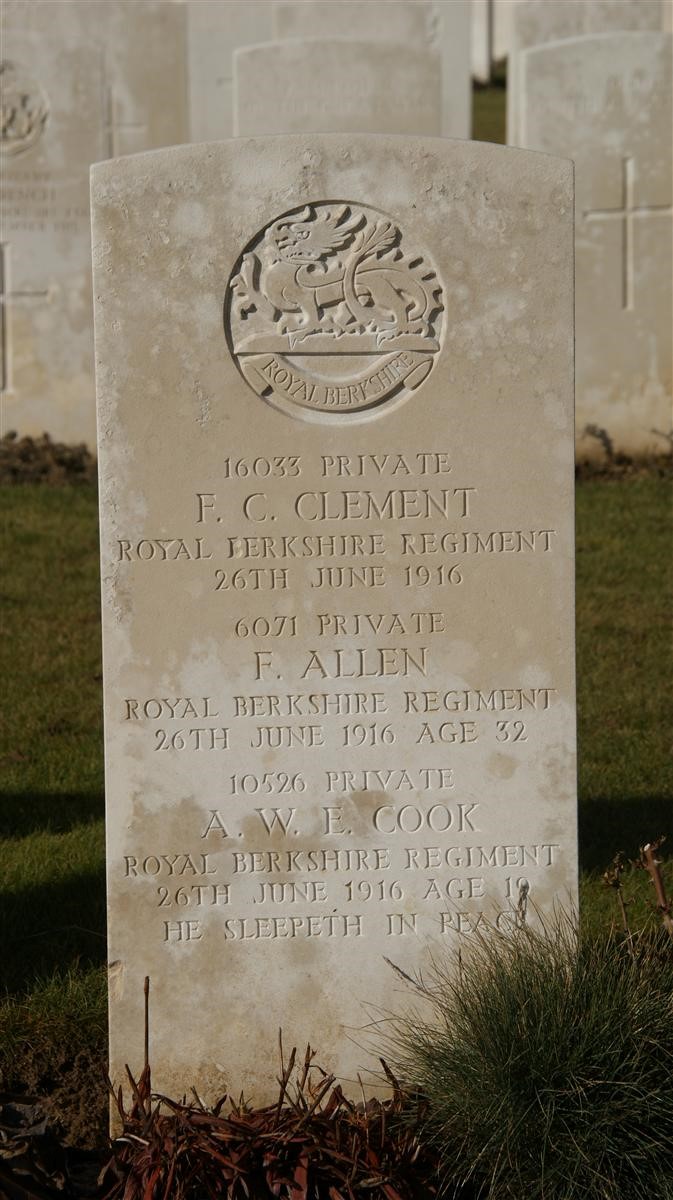 ROYAL BERKSHIRE
16033 PRIVATE
F. C. CLEMENT
ROYAL BERKSHIRE REGIMENT
26TH JUNE 1916
6071 PRIVATE
F. ALLEN
ROYAL BERKSHIRE REGIMENT
26TH JUNE 1916 AGE 32
10526 PRIVATE
A. W. E. COOK
ROYAL BERKSHIRE REGIMENT
26TH JUNE 1916 AGE 19
HE SLEEPETH IN PEACE